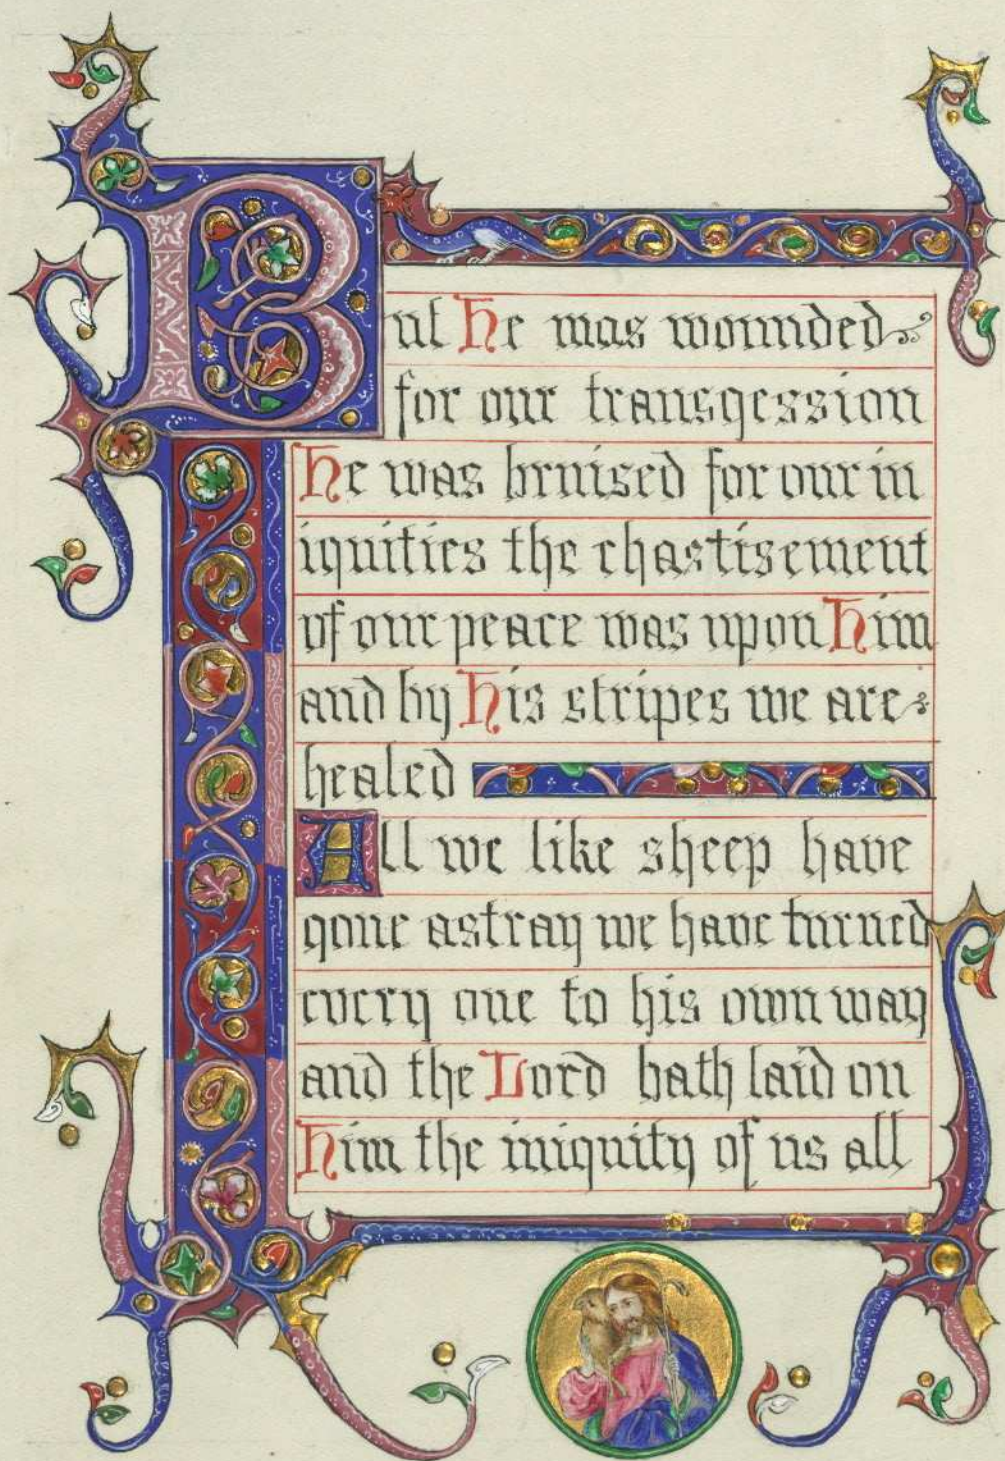 But He was wounded
for our transgession
He was bruised for our in
iquities the chastisement
of our peace was upon Him
and by His stripes we are
healed
All we like sheep have
gone astray we have turned
every one to his own way
and the Lord hath laid on
Him the iniquity of us all